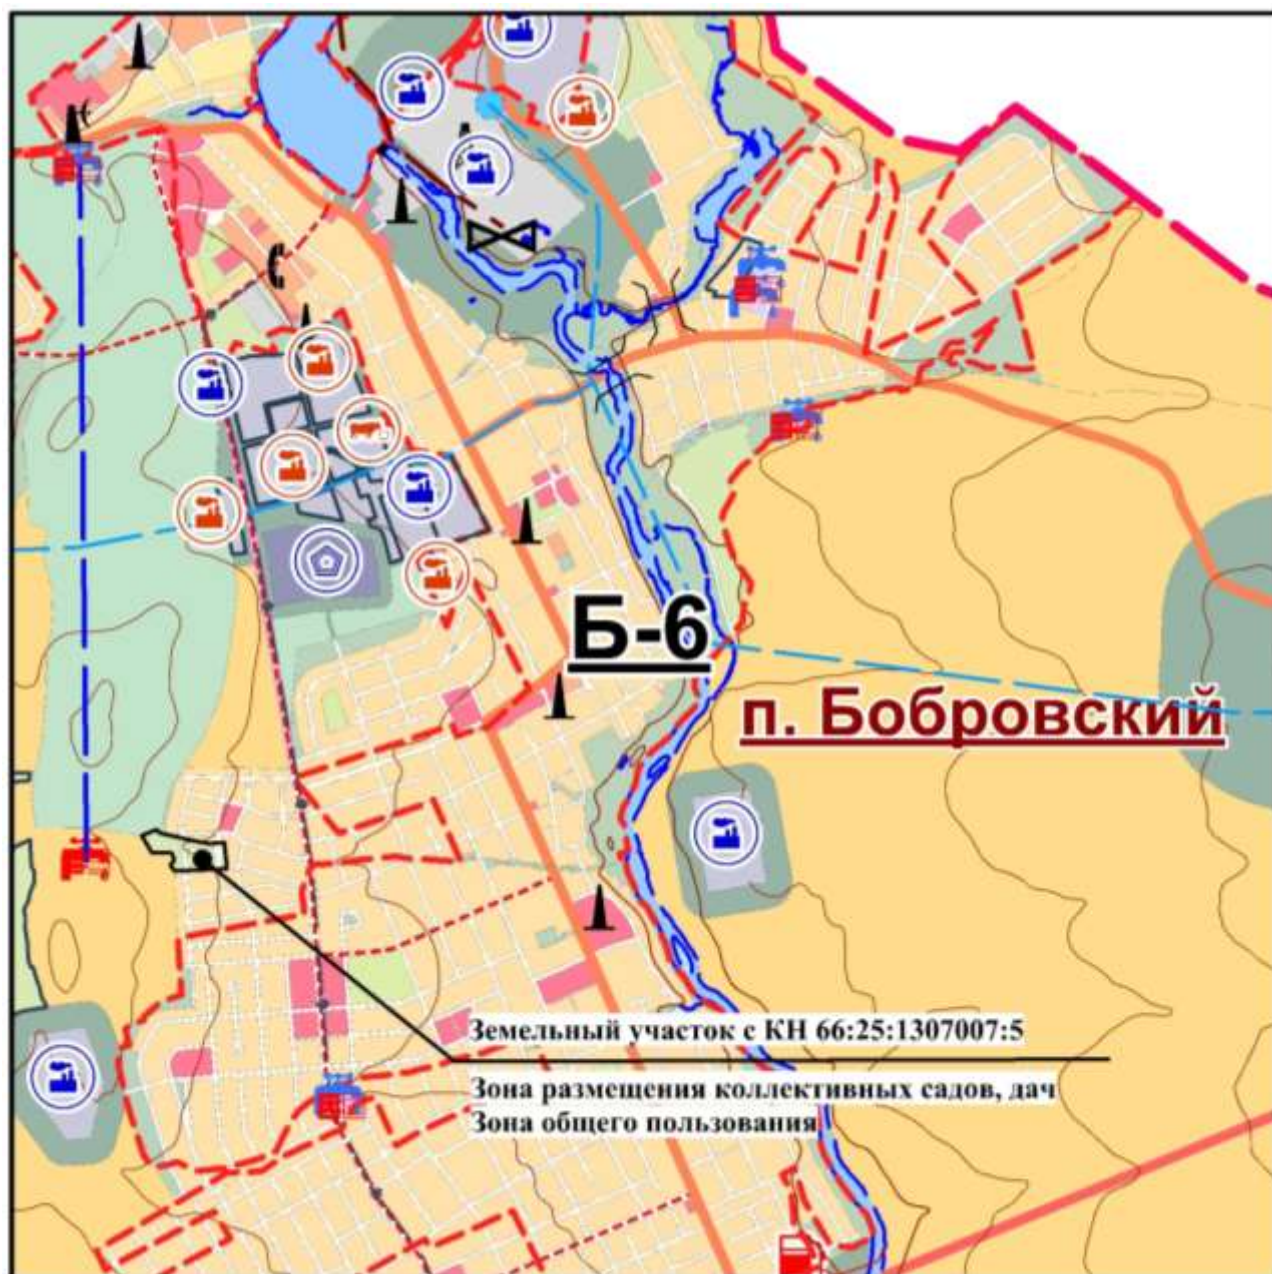 Б-6
п. Бобровский
Земельный участок с КН 66:25:1307007:5
Зона размещения коллективных садов, дач
Зона общего пользования